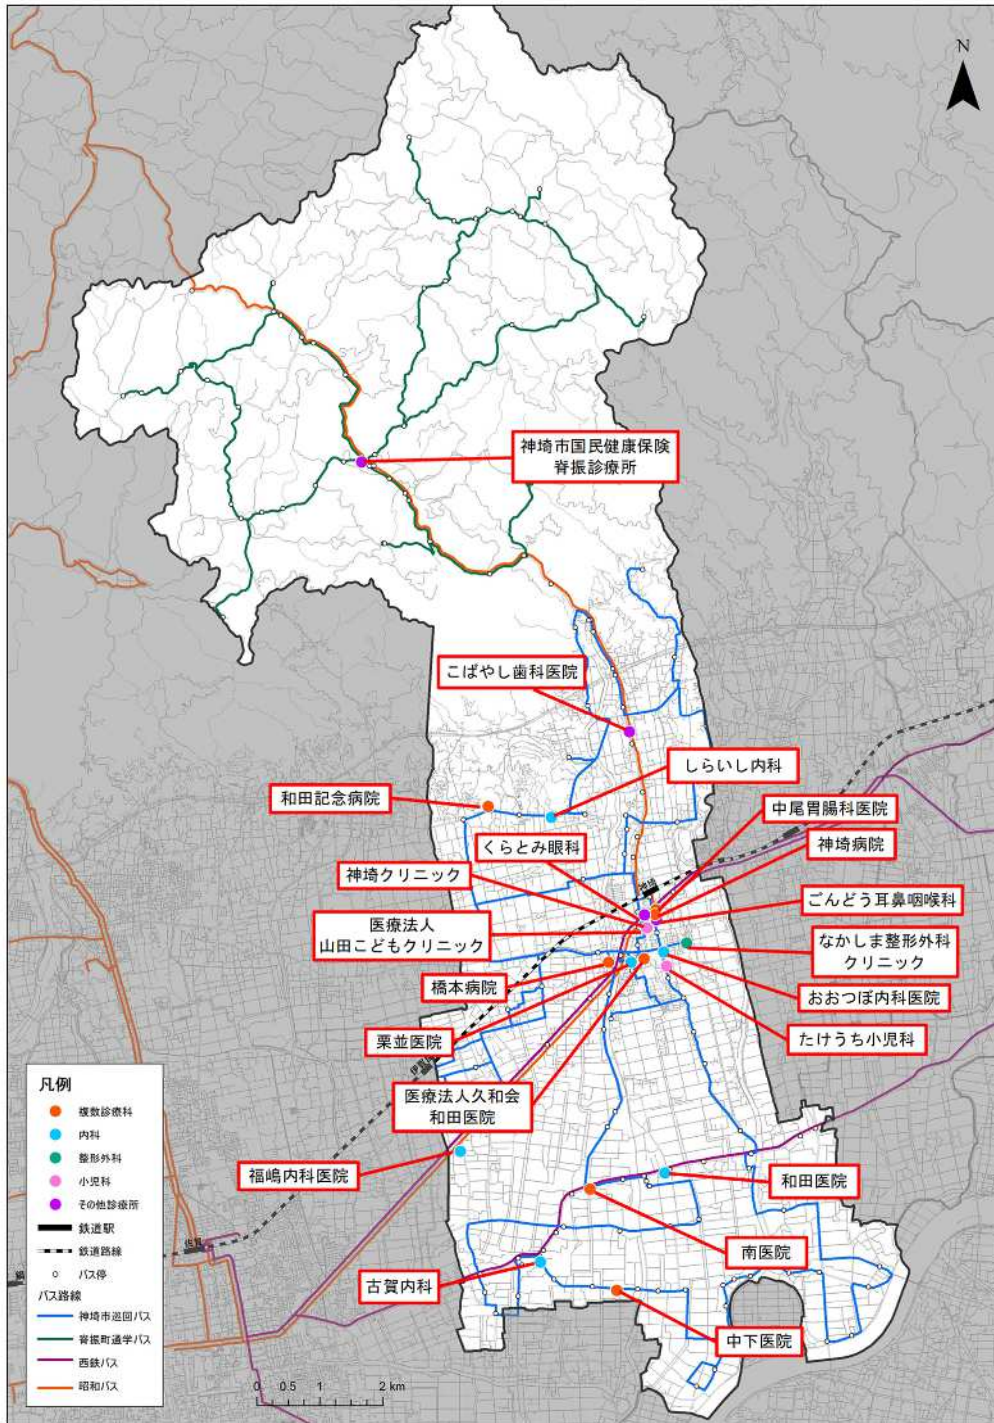 N
神埼市国民健康保険
脊振診療所
こばやし歯科医院
しらいし内科
和田記念病院
中尾胃腸科医院
くらとみ眼科
神埼病院
神埼クリニック
ごんどう耳鼻咽喉科
医療法人
山田こどもクリニック
なかしま整形外科
クリニック
橋本病院
おおつぼ内科医院
栗並医院
たけうち小児科
医療法人久和会
和田医院
福嶋内科医院
和田医院
南医院
古賀内科
中下医院
凡例
複数診療科
内科
整形外科
小児科
その他診療所
鉄道駅
鉄道路線
バス停
バス路線
神埼市巡回バス
脊振町通学バス
西鉄バス
昭和バス
0 0.5 1 2 km